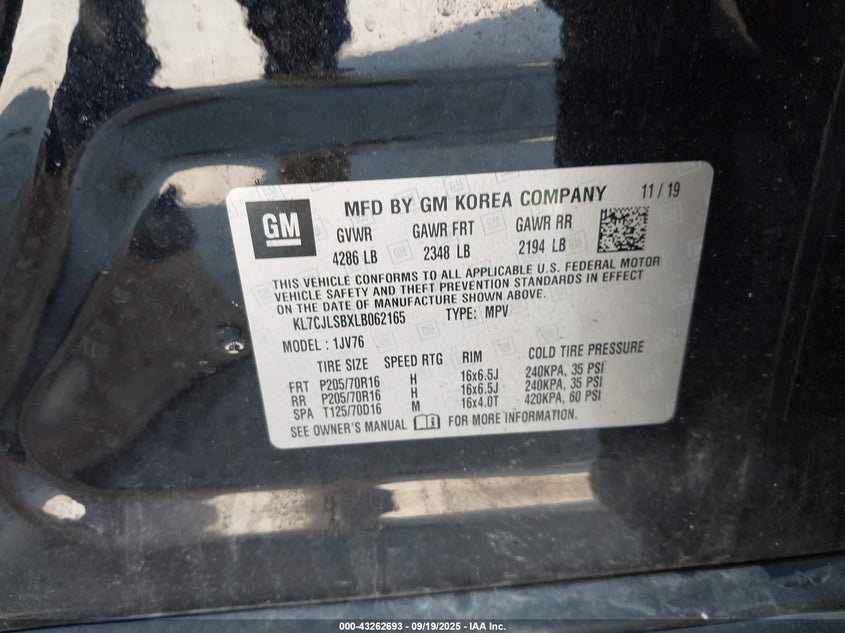 GM
MFD BY GM KOREA COMPANY 11/19
GVWR GAWR FRT GAWR RR
4286 LB 2348 LB 2194 LB
THIS VEHICLE CONFORMS TO ALL APPLICABLE U.S. FEDERAL MOTOR
VEHICLE SAFETY AND THEFT PREVENTION STANDARDS IN EFFECT
ON THE DATE OF MANUFACTURE SHOWN ABOVE.
KL7CJLSBXLB062165 TYPE: MPV
MODEL: 1JV76
TIRE SIZE SPEED RTG RIM COLD TIRE PRESSURE
FRT P205/70R16 H 16x6.5J 240KPA, 35 PSI
RR P205/70R16 H 16x6.5J 240KPA, 35 PSI
SPA T125/70D16 M 16x4.0T 420KPA, 60 PSI
SEE OWNER'S MANUAL FOR MORE INFORMATION.
000-43262693 - 09/19/2025 - IAA Inc.